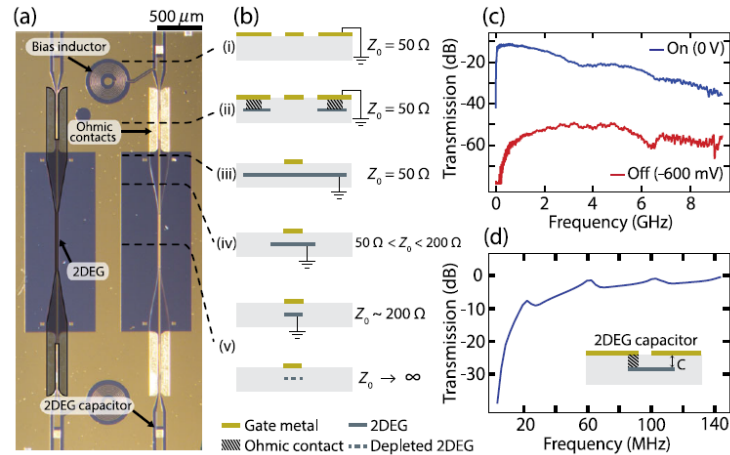 (a)
500 μm
Bias inductor
Ohmic
contacts
2DEG
2DEG capacitor
(b)
(i)
Z₀ = 50 Ω
(ii)
Z₀ = 50 Ω
(iii)
Z₀ = 50 Ω
(iv)
50 Ω < Z₀ < 200 Ω
(v)
Z₀ ~ 200 Ω
Z₀ → ∞
Gate metal
2DEG
Ohmic contact
Depleted 2DEG
(c)
Transmission (dB)
-20
-40
-60
On (0 V)
Off (-600 mV)
0
2
4
6
8
Frequency (GHz)
(d)
Transmission (dB)
0
-10
-20
-30
2DEG capacitor
C
20
60
100
140
Frequency (MHz)